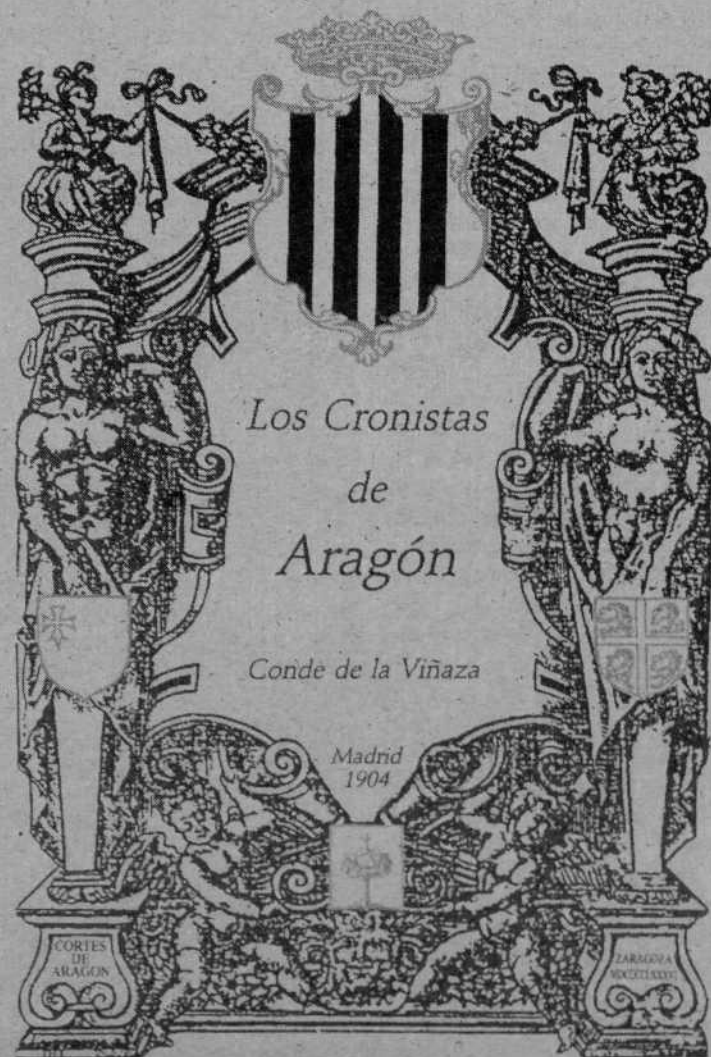 Los Cronistas
de
Aragón
Conde de la Viñaza
Madrid
1904
CORTES
DE
ARAGON
ZARAGOZA